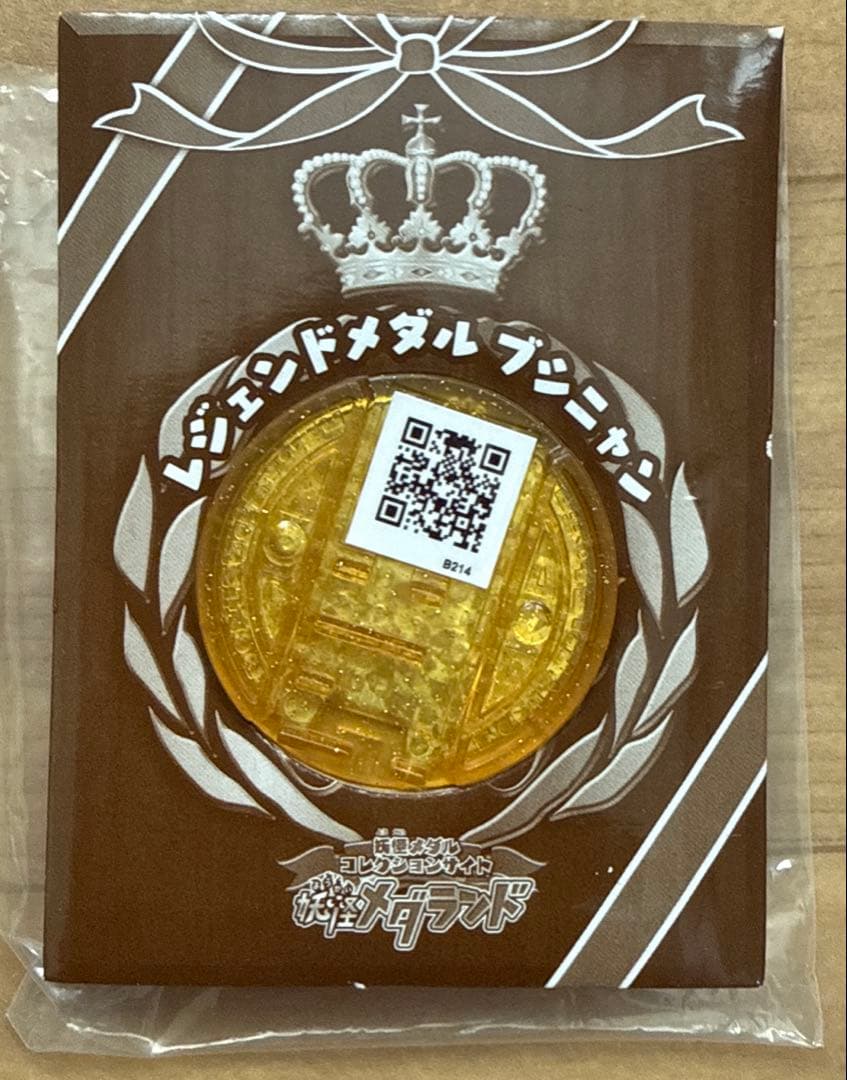 レジェンドメダル ブシニャン
B214
妖怪メダル
コレクションサイト
妖怪メダランド